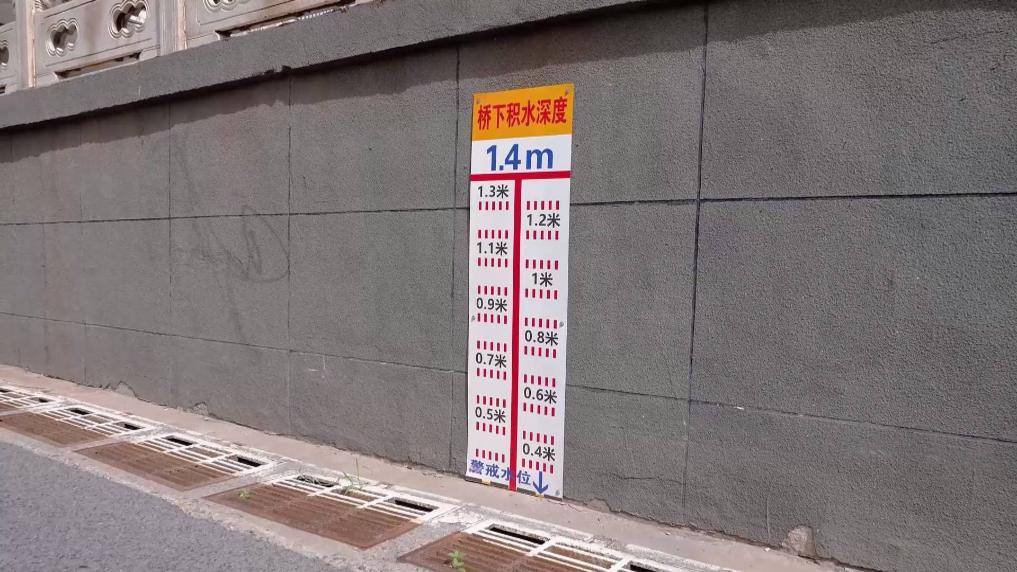 桥下积水深度
1.4m
1.3米
1.2米
1.1米
1米
0.9米
0.8米
0.7米
0.6米
0.5米
0.4米
警戒水位↓